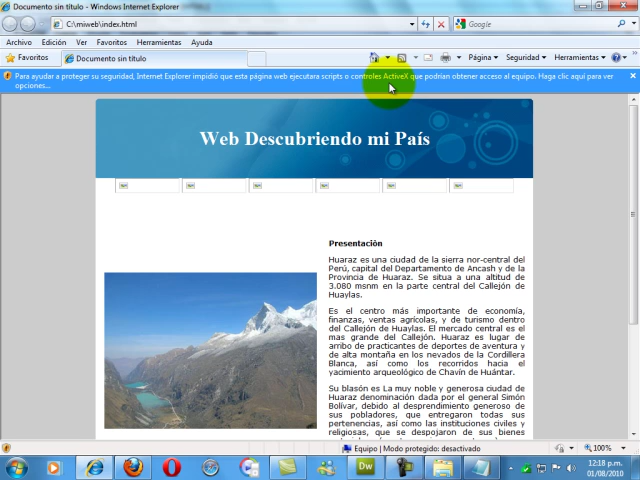 Documento sin título - Windows Internet Explorer
C:\miweb\index.html
Google
Archivo Edición Ver Favoritos Herramientas Ayuda
Favoritos
Documento sin título
Página
Seguridad
Herramientas
Para ayudar a proteger su seguridad, Internet Explorer impidió que esta página web ejecutara scripts o controles ActiveX que podrían obtener acceso al equipo. Haga clic aquí para ver
opciones...
Web Descubriendo mi País
Presentación
Huaraz es una ciudad de la sierra nor-central del
Perú, capital del Departamento de Ancash y de la
Provincia de Huaraz. Se situa a una altitud de
3.080 msnm en la parte central del Callejón de
Huaylas.
Es el centro más importante de economía,
finanzas, ventas agrícolas, y de turismo dentro
del Callejón de Huaylas. El mercado central es el
mas grande del Callejón. Huaraz es lugar de
arribo de practicantes de deportes de aventura y
de alta montaña en los nevados de la Cordillera
Blanca, así como los recorridos hacia el
yacimiento arqueológico de Chavín de Huántar.
Su blasón es La muy noble y generosa ciudad de
Huaraz denominación dada por el general Simón
Bolívar, debido al desprendimiento generoso de
sus pobladores, que entregaron todas sus
pertenencias, así como las instituciones civiles y
religiosas, que se despojaron de sus bienes
Equipo | Modo protegido: desactivado
100%
Dw
12:18 p.m.
01/08/2010